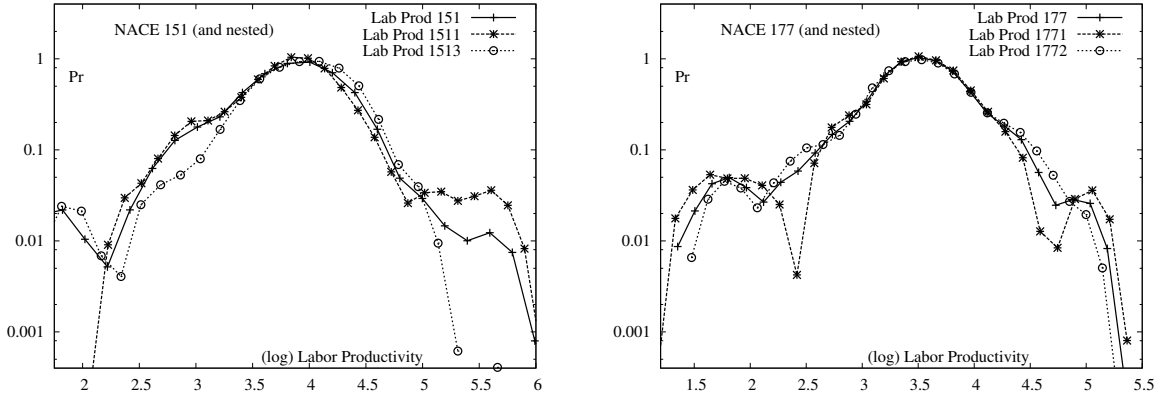 NACE 151 (and nested)
Lab Prod 151
Lab Prod 1511
Lab Prod 1513
Pr
1
0.1
0.01
0.001
(log) Labor Productivity
2 2.5 3 3.5 4 4.5 5 5.5 6
NACE 177 (and nested)
Lab Prod 177
Lab Prod 1771
Lab Prod 1772
Pr
1
0.1
0.01
0.001
(log) Labor Productivity
1.5 2 2.5 3 3.5 4 4.5 5 5.5